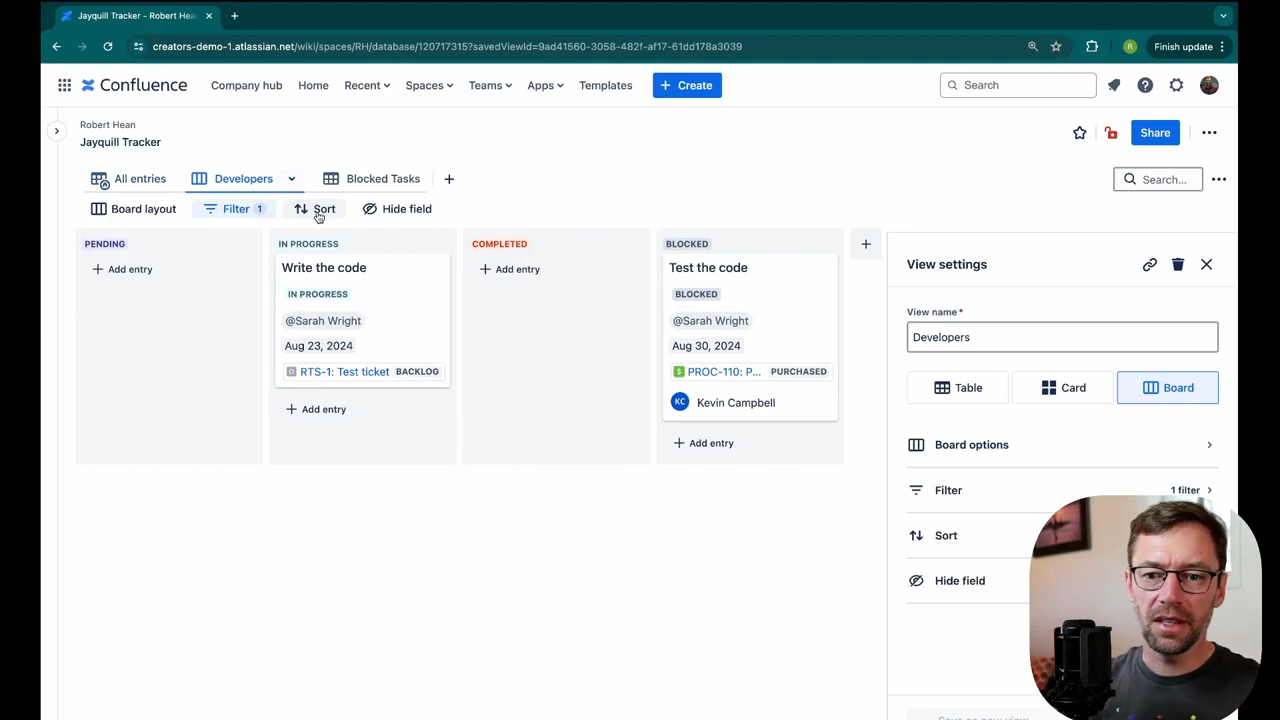 Jayquill Tracker - Robert Hea
creators-demo-1.atlassian.net/wiki/spaces/RH/database/120717315?savedViewId=9ad41560-3058-482f-af17-61dd178a3039
R
Finish update
Confluence
Company hub
Home
Recent
Spaces
Teams
Apps
Templates
+ Create
Search
Robert Hean
Jayquill Tracker
Share
All entries
Developers
Blocked Tasks
Search...
Board layout
Filter 1
Sort
Hide field
PENDING
+ Add entry
IN PROGRESS
Write the code
IN PROGRESS
@Sarah Wright
Aug 23, 2024
RTS-1: Test ticket BACKLOG
+ Add entry
COMPLETED
+ Add entry
BLOCKED
Test the code
BLOCKED
@Sarah Wright
Aug 30, 2024
PROC-110: P... PURCHASED
KC Kevin Campbell
+ Add entry
View settings
View name*
Developers
Table
Card
Board
Board options
Filter 1 filter
Sort
Hide field
Save as new view